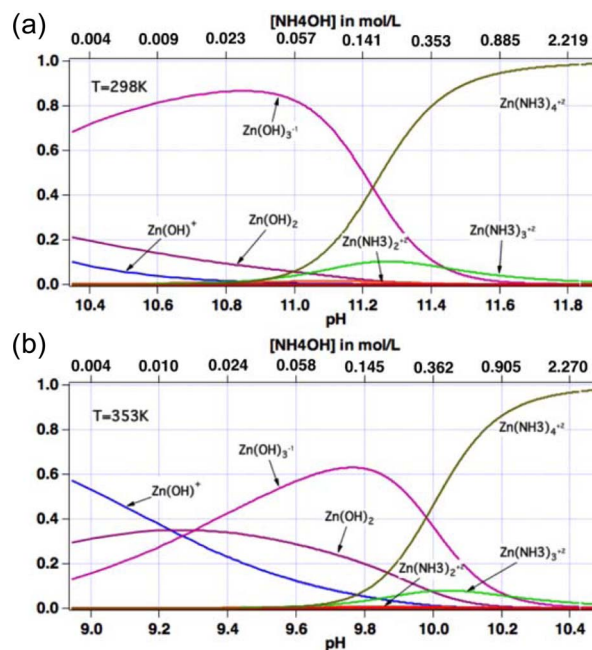 (a)
[NH4OH] in mol/L
0.004 0.009 0.023 0.057 0.141 0.353 0.885 2.219
1.0
T=298K
Zn(NH3)₄⁺²
0.8
Zn(OH)₃⁻¹
0.6
0.4
Zn(OH)⁺
Zn(OH)₂
Zn(NH3)₂⁺²
Zn(NH3)₃⁺²
0.2
0.0
10.4 10.6 10.8 11.0 11.2 11.4 11.6 11.8
pH
(b)
[NH4OH] in mol/L
0.004 0.010 0.024 0.058 0.145 0.362 0.905 2.270
1.0
T=353K
Zn(NH3)₄⁺²
0.8
Zn(OH)₃⁻¹
0.6
Zn(OH)⁺
0.4
Zn(OH)₂
Zn(NH3)₂⁺²
Zn(NH3)₃⁺²
0.2
0.0
9.0 9.2 9.4 9.6 9.8 10.0 10.2 10.4
pH